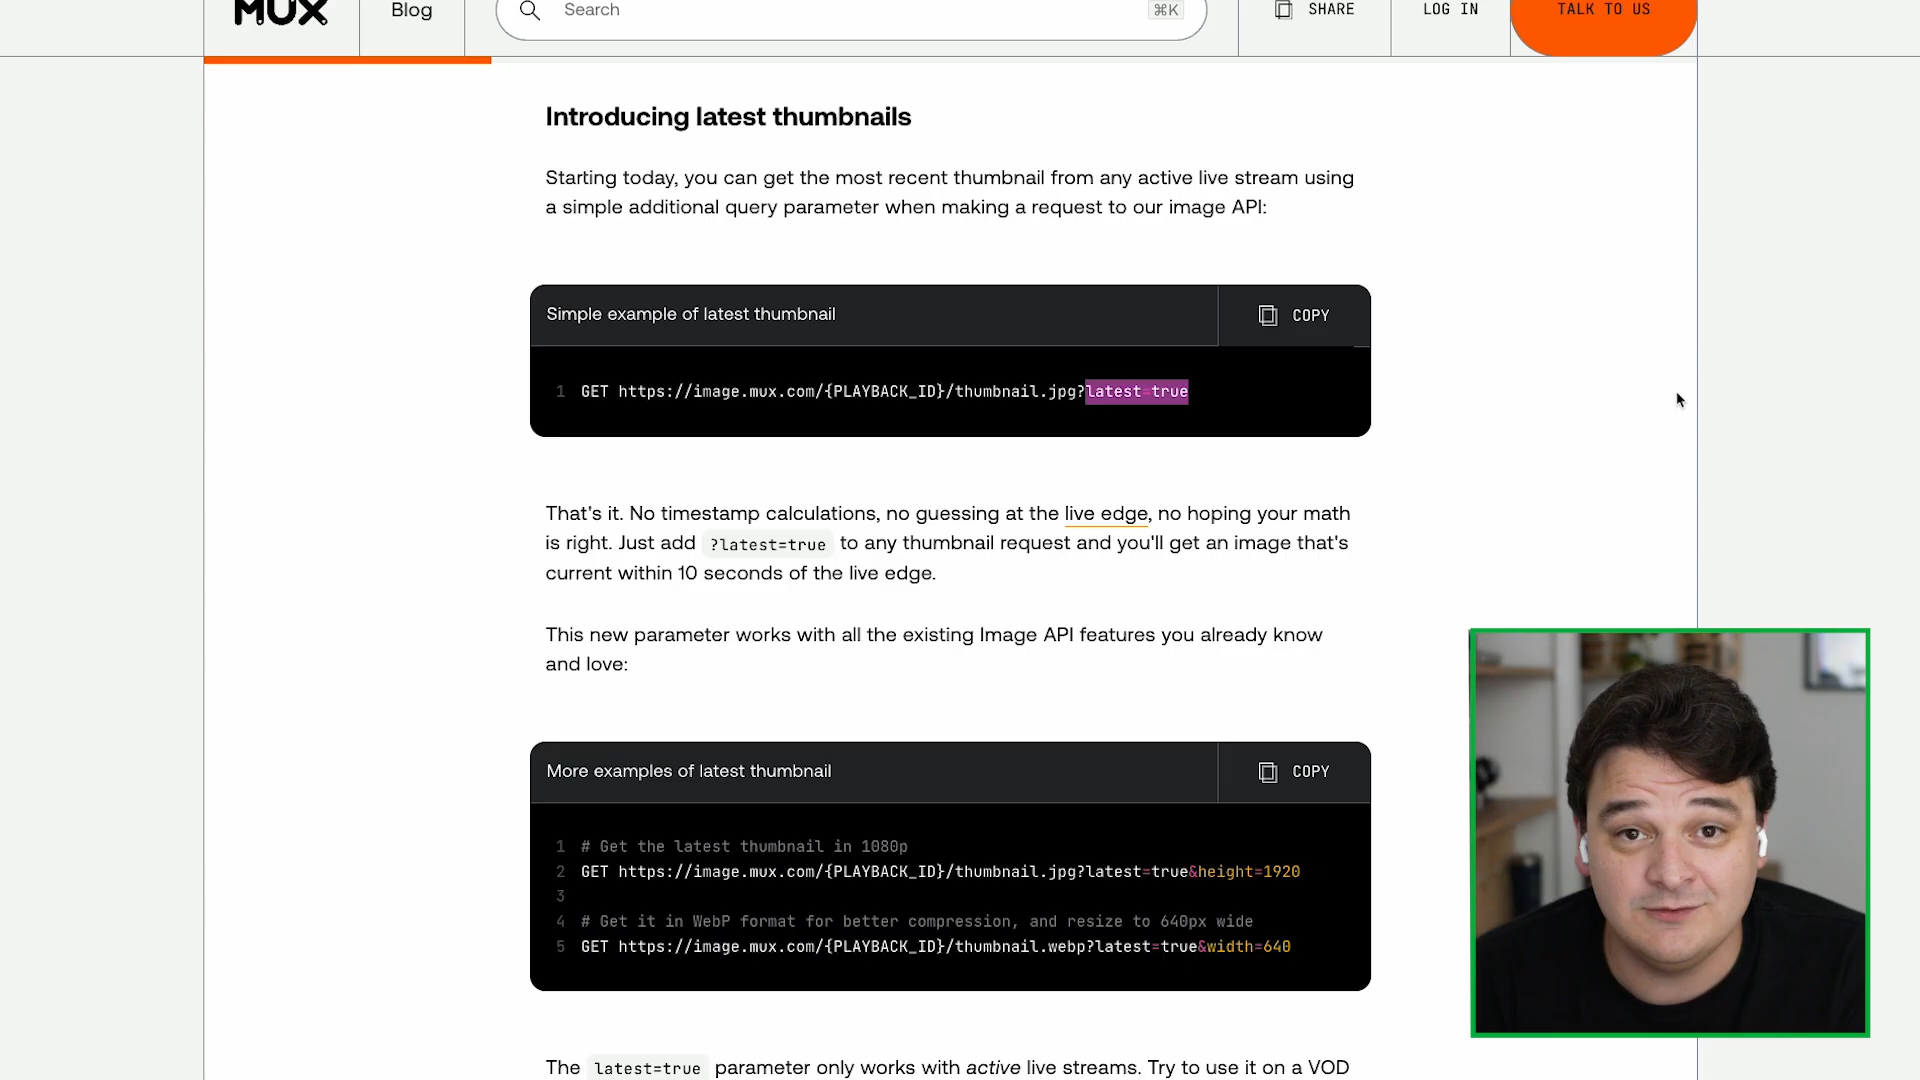 MUX
Blog
Search
⌘K
SHARE
LOG IN
TALK TO US
Introducing latest thumbnails
Starting today, you can get the most recent thumbnail from any active live stream using
a simple additional query parameter when making a request to our image API:
Simple example of latest thumbnail
COPY
1 GET https://image.mux.com/{PLAYBACK_ID}/thumbnail.jpg?latest=true
That's it. No timestamp calculations, no guessing at the live edge, no hoping your math
is right. Just add ?latest=true to any thumbnail request and you'll get an image that's
current within 10 seconds of the live edge.
This new parameter works with all the existing Image API features you already know
and love:
More examples of latest thumbnail
COPY
1 # Get the latest thumbnail in 1080p
2 GET https://image.mux.com/{PLAYBACK_ID}/thumbnail.jpg?latest=true&height=1920
3
4 # Get it in WebP format for better compression, and resize to 640px wide
5 GET https://image.mux.com/{PLAYBACK_ID}/thumbnail.webp?latest=true&width=640
The latest=true parameter only works with active live streams. Try to use it on a VOD